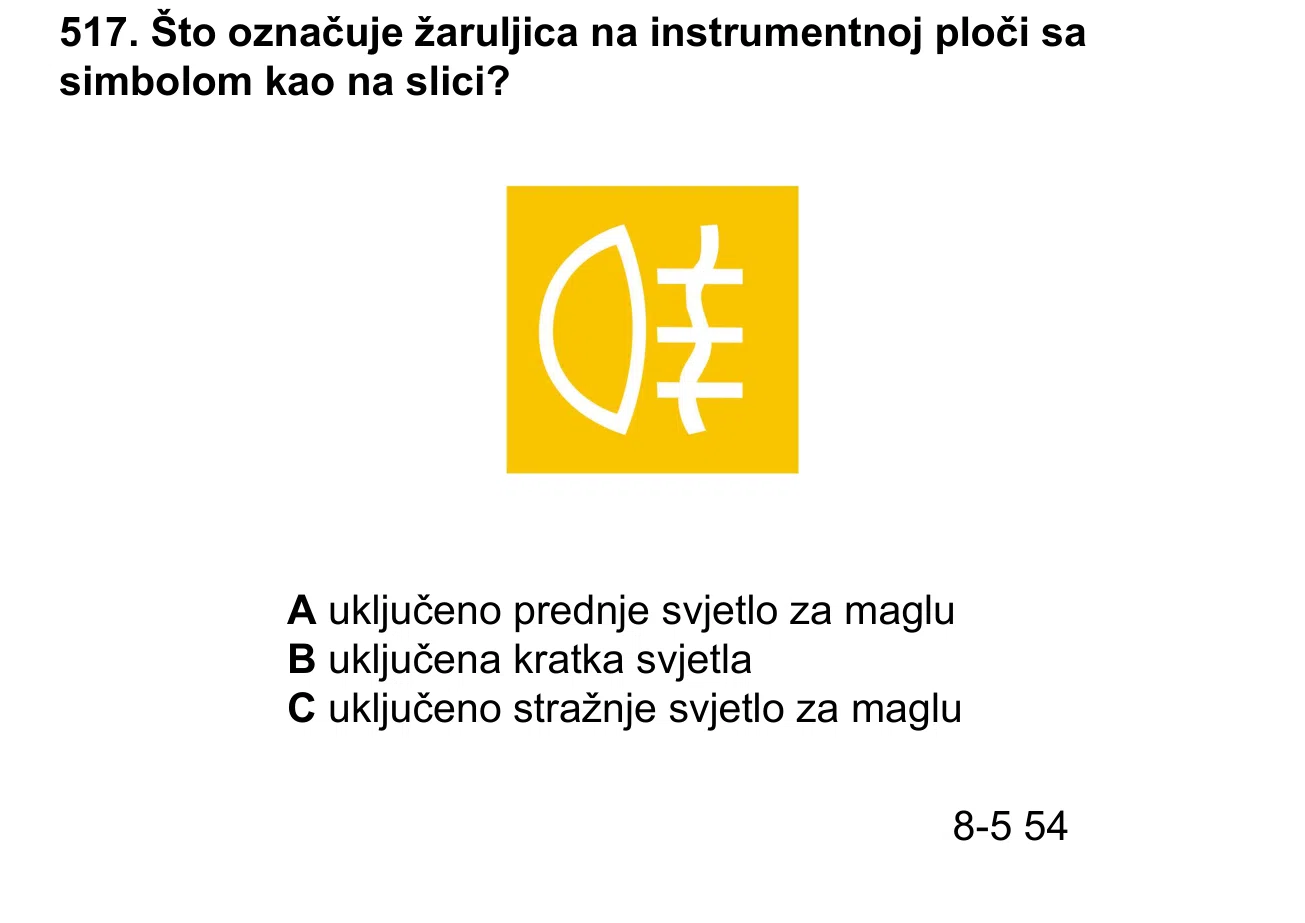 517. Što označuje žaruljica na instrumentnoj ploči sa
simbolom kao na slici?
A uključeno prednje svjetlo za maglu
B uključena kratka svjetla
C uključeno stražnje svjetlo za maglu
8-5 54